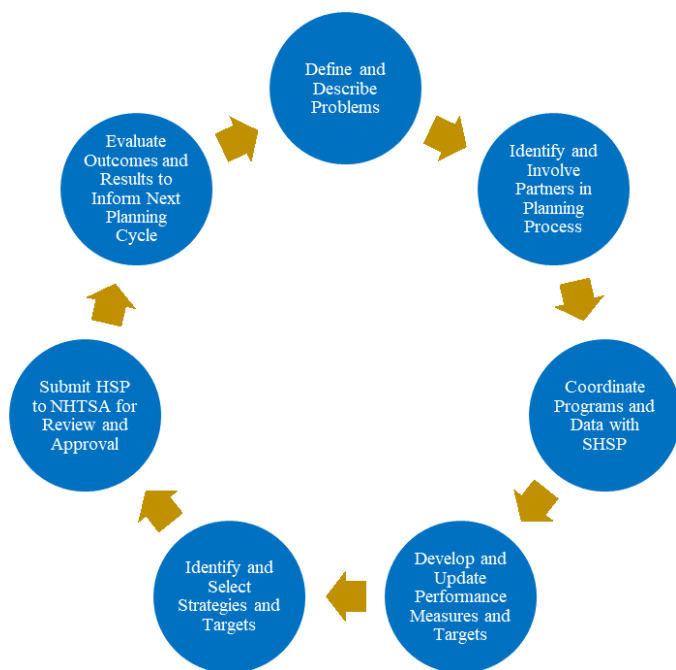 Define and
Describe
Problems
Identify and
Involve
Partners in
Planning
Process
Coordinate
Programs and
Data with
SHSP
Develop and
Update
Performance
Measures and
Targets
Identify and
Select
Strategies and
Targets
Submit HSP
to NHTSA for
Review and
Approval
Evaluate
Outcomes and
Results to
Inform Next
Planning
Cycle